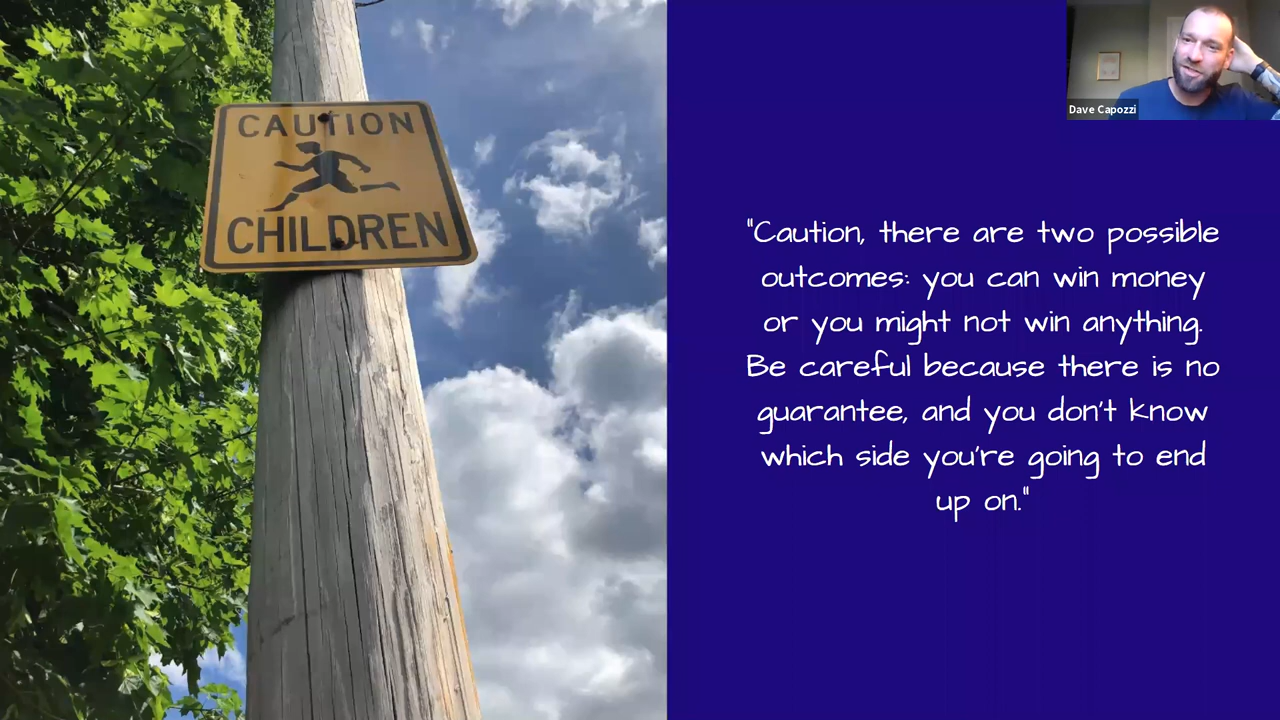 CAUTION
CHILDREN
Dave Capozzi
"Caution, there are two possible
outcomes: you can win money
or you might not win anything.
Be careful because there is no
guarantee, and you don't know
which side you're going to end
up on."